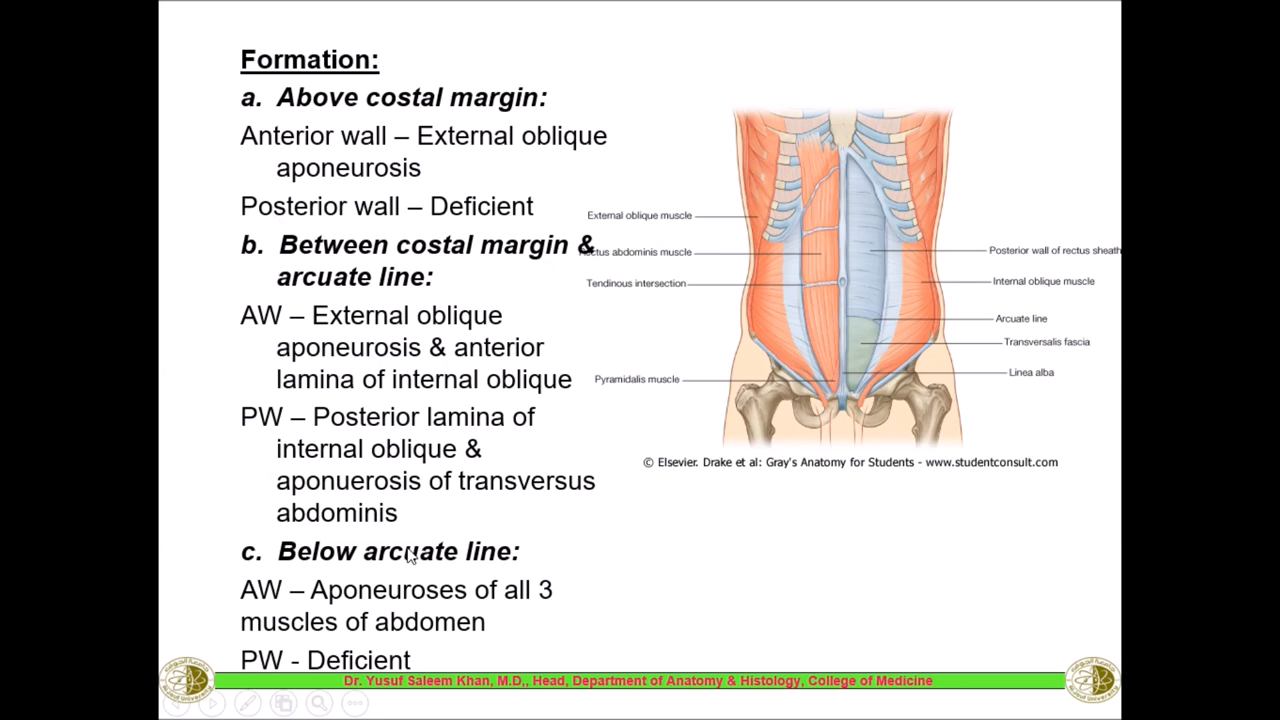 Formation:
a. Above costal margin:
Anterior wall – External oblique
aponeurosis
Posterior wall – Deficient
b. Between costal margin &
arcuate line:
AW – External oblique
aponeurosis & anterior
lamina of internal oblique
PW – Posterior lamina of
internal oblique &
aponuerosis of transversus
abdominis
c. Below arcuate line:
AW – Aponeuroses of all 3
muscles of abdomen
PW - Deficient
External oblique muscle
Rectus abdominis muscle
Tendinous intersection
Pyramidalis muscle
Posterior wall of rectus sheath
Internal oblique muscle
Arcuate line
Transversalis fascia
Linea alba
© Elsevier. Drake et al: Gray's Anatomy for Students - www.studentconsult.com
Dr. Yusuf Saleem Khan, M.D,, Head, Department of Anatomy & Histology, College of Medicine